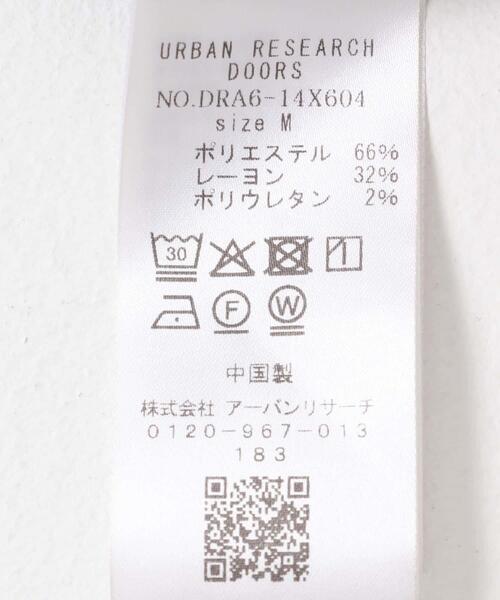 URBAN RESEARCH
DOORS
NO.DRA6-14X604
size M
ポリエステル 66%
レーヨン 32%
ポリウレタン 2%
30
F W
中国製
株式会社 アーバンリサーチ
0120-967-013
183